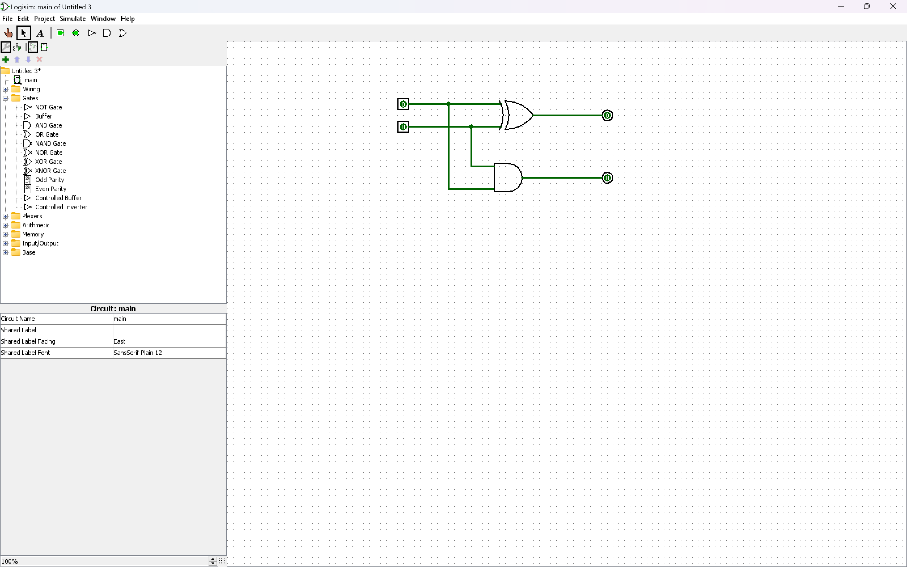 Logisim: main of Untitled 3
File Edit Project Simulate Window Help
A
Untitled 3*
main
Wiring
Gates
NOT Gate
Buffer
AND Gate
OR Gate
NAND Gate
NOR Gate
XOR Gate
XNOR Gate
Odd Parity
Even Parity
Controlled Buffer
Controlled Inverter
Plexers
Arithmetic
Memory
Input/Output
Base
Circuit: main
Circuit Name main
Shared Label
Shared Label Facing East
Shared Label Font SansSerif Plain 12
100%